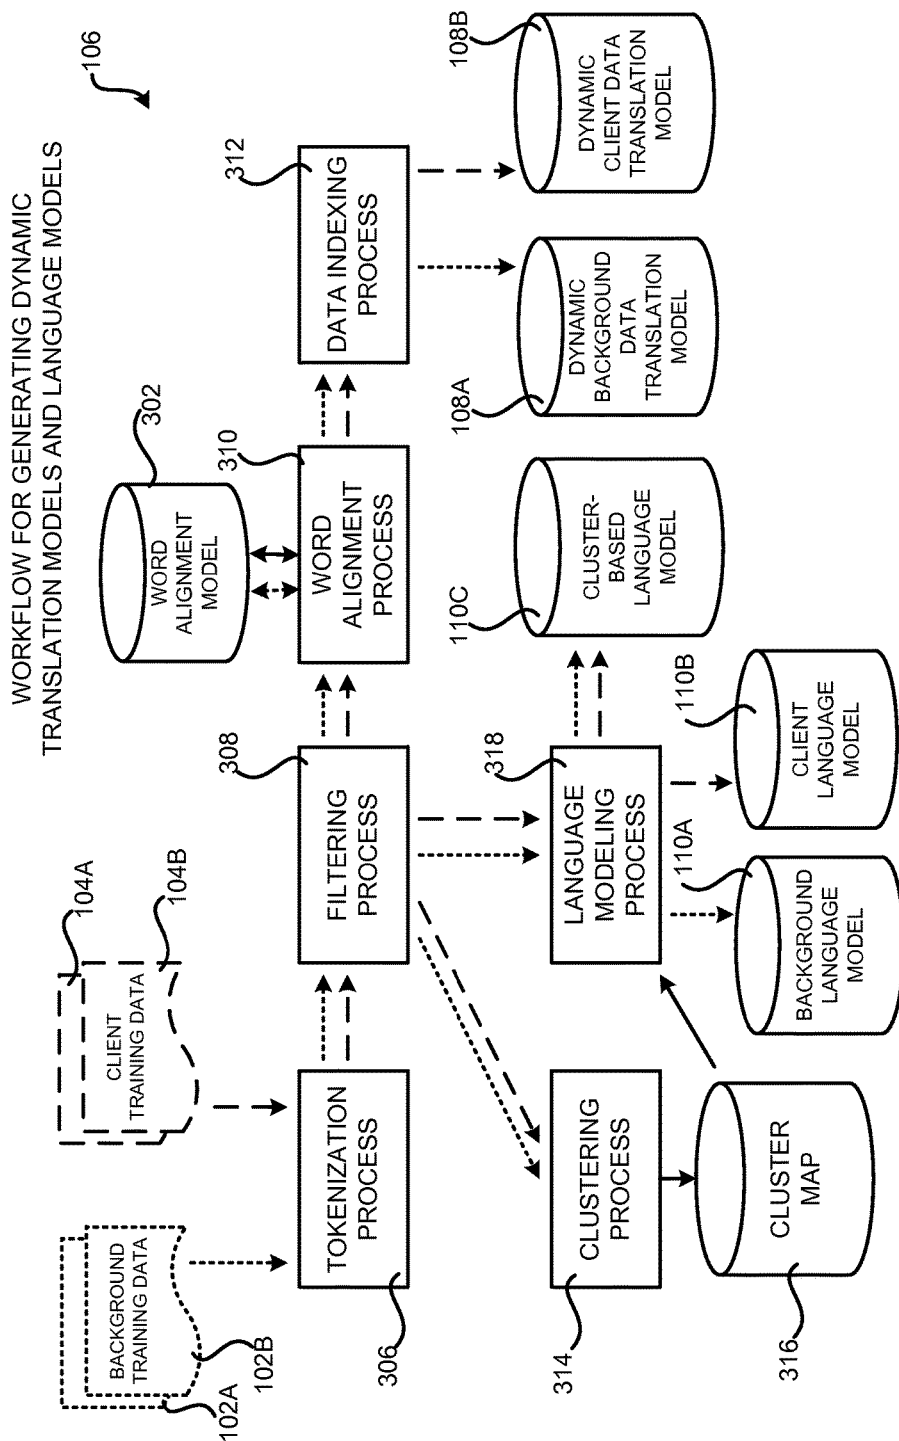 WORKFLOW FOR GENERATING DYNAMIC
TRANSLATION MODELS AND LANGUAGE MODELS
106
102A
102B
BACKGROUND
TRAINING DATA
104A
104B
CLIENT
TRAINING DATA
302
WORD
ALIGNMENT
MODEL
306
TOKENIZATION
PROCESS
308
FILTERING
PROCESS
310
WORD
ALIGNMENT
PROCESS
312
DATA INDEXING
PROCESS
314
CLUSTERING
PROCESS
318
LANGUAGE
MODELING
PROCESS
110C
CLUSTER-
BASED
LANGUAGE
MODEL
108A
DYNAMIC
BACKGROUND
DATA
TRANSLATION
MODEL
108B
DYNAMIC
CLIENT DATA
TRANSLATION
MODEL
316
CLUSTER
MAP
110A
BACKGROUND
LANGUAGE
MODEL
110B
CLIENT
LANGUAGE
MODEL